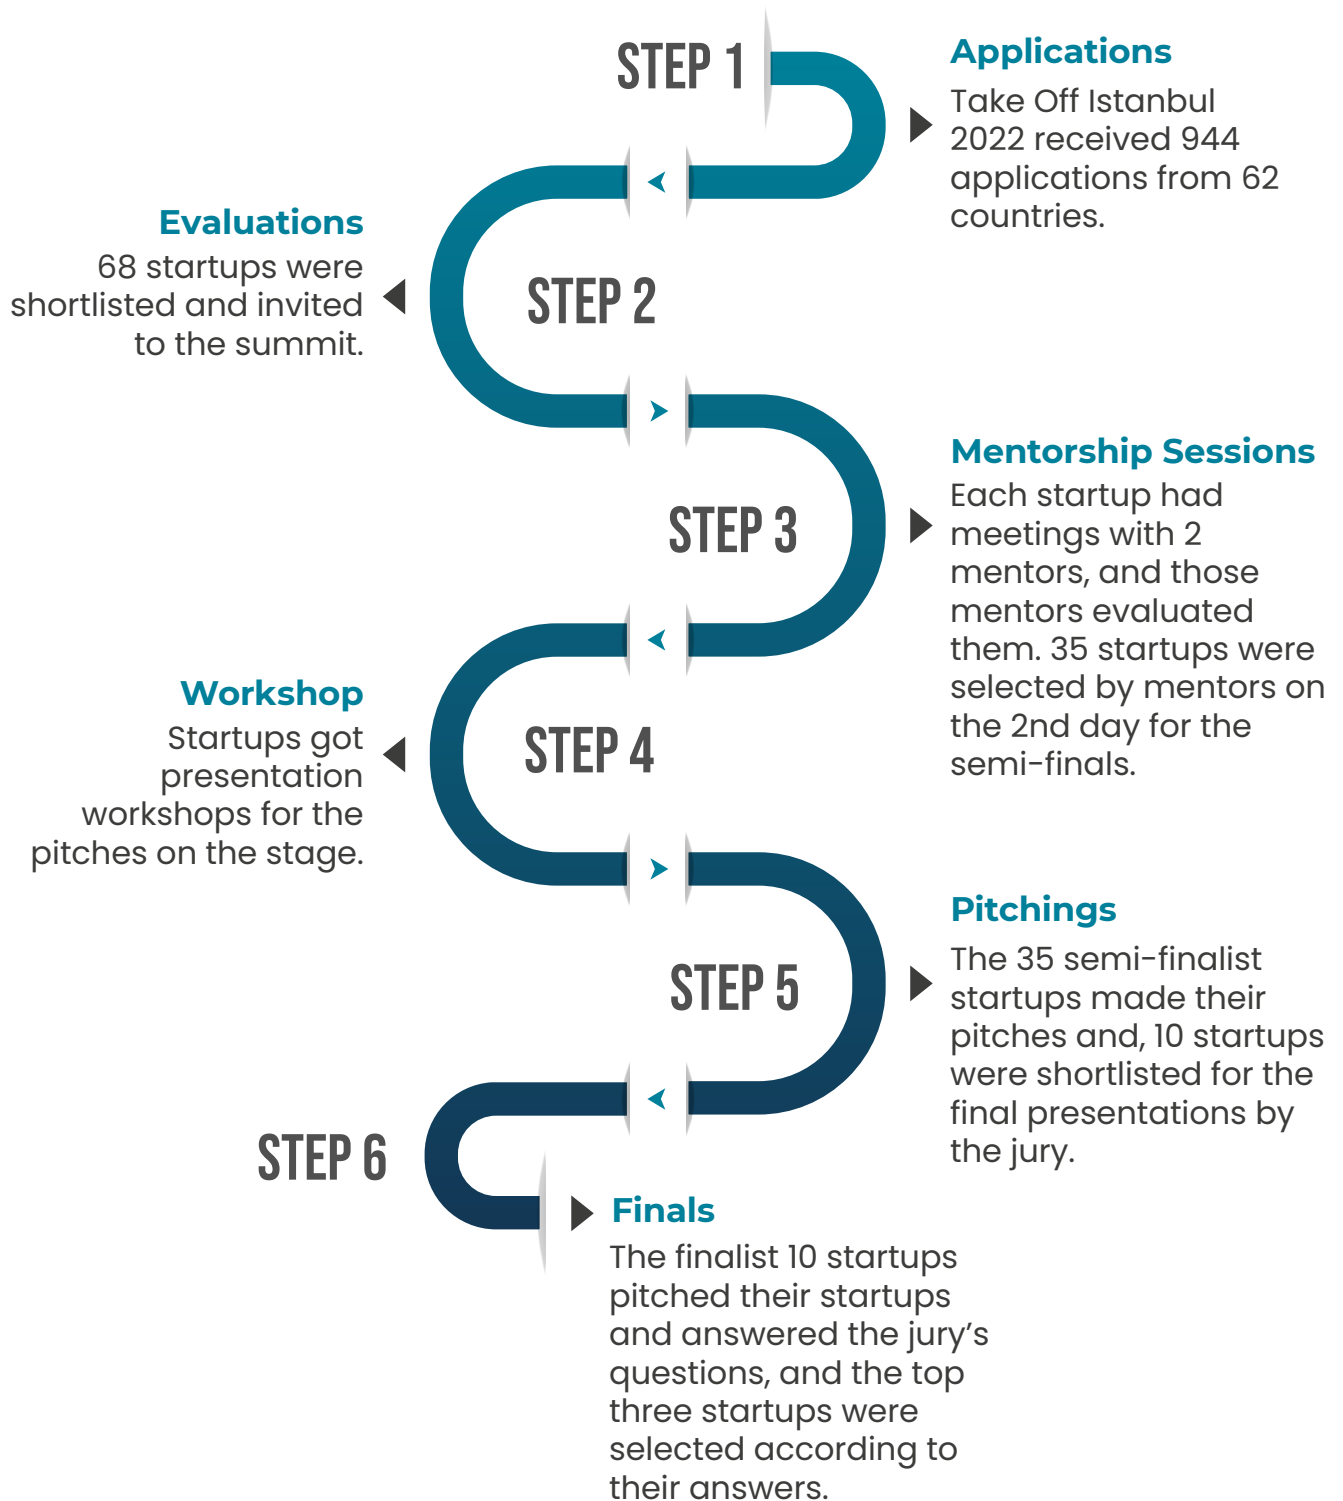 STEP 1
Applications
Take Off Istanbul
2022 received 944
applications from 62
countries.
Evaluations
68 startups were
shortlisted and invited
to the summit.
STEP 2
Mentorship Sessions
Each startup had
meetings with 2
mentors, and those
mentors evaluated
them. 35 startups were
selected by mentors on
the 2nd day for the
semi-finals.
STEP 3
Workshop
Startups got
presentation
workshops for the
pitches on the stage.
STEP 4
Pitchings
The 35 semi-finalist
startups made their
pitches and, 10 startups
were shortlisted for the
final presentations by
the jury.
STEP 5
STEP 6
Finals
The finalist 10 startups
pitched their startups
and answered the jury’s
questions, and the top
three startups were
selected according to
their answers.